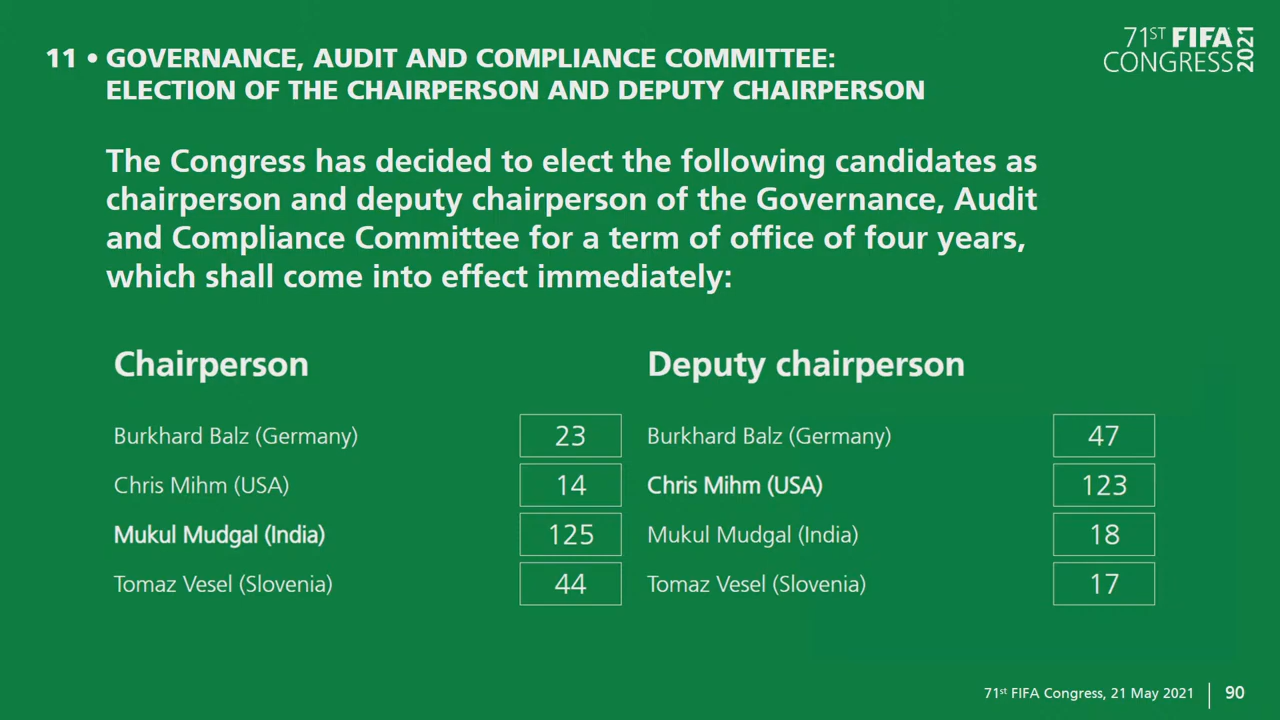 11 • GOVERNANCE, AUDIT AND COMPLIANCE COMMITTEE:
ELECTION OF THE CHAIRPERSON AND DEPUTY CHAIRPERSON
71ST FIFA
CONGRESS 2021
The Congress has decided to elect the following candidates as
chairperson and deputy chairperson of the Governance, Audit
and Compliance Committee for a term of office of four years,
which shall come into effect immediately:
Chairperson
Burkhard Balz (Germany) 23
Chris Mihm (USA) 14
Mukul Mudgal (India) 125
Tomaz Vesel (Slovenia) 44
Deputy chairperson
Burkhard Balz (Germany) 47
Chris Mihm (USA) 123
Mukul Mudgal (India) 18
Tomaz Vesel (Slovenia) 17
71st FIFA Congress, 21 May 2021 | 90